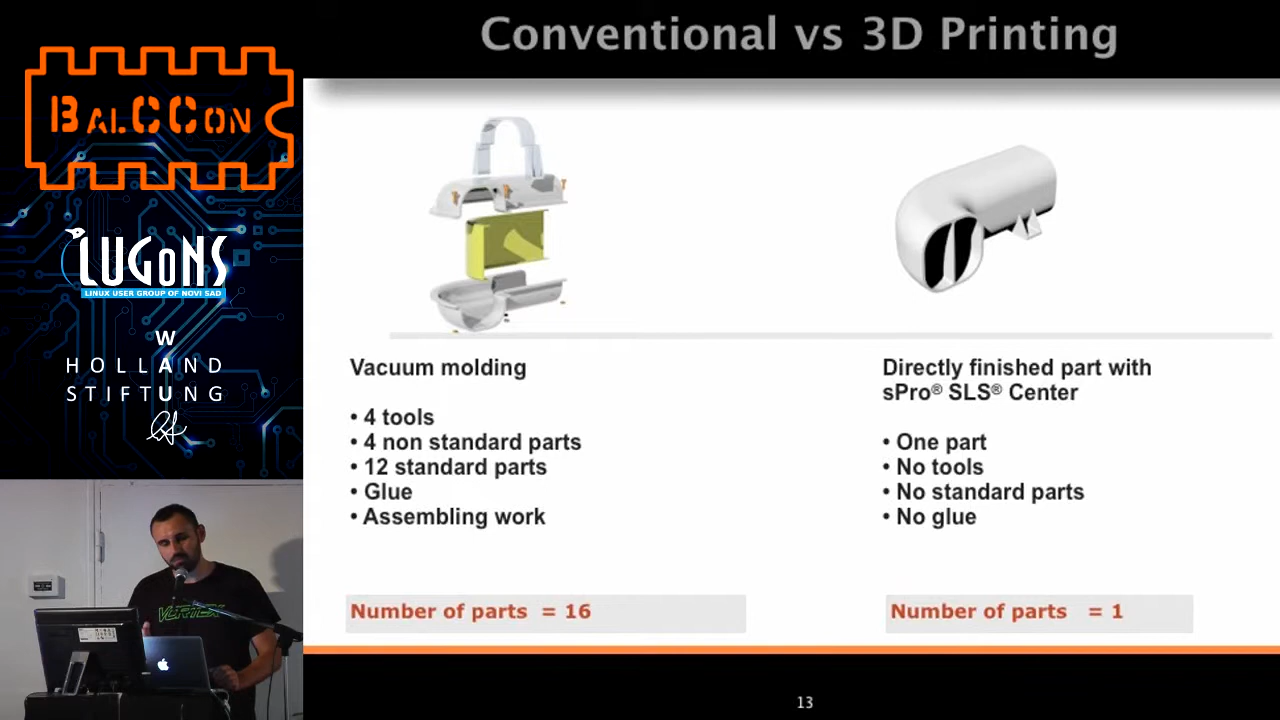 Conventional vs 3D Printing
BALCCON
LUGoNS
LINUX USER GROUP OF NOVI SAD
W
HOLLAND
A
STIFTUNG
Vacuum molding
• 4 tools
• 4 non standard parts
• 12 standard parts
• Glue
• Assembling work
Number of parts = 16
Directly finished part with
sPro® SLS® Center
• One part
• No tools
• No standard parts
• No glue
Number of parts = 1
VORTEX
13